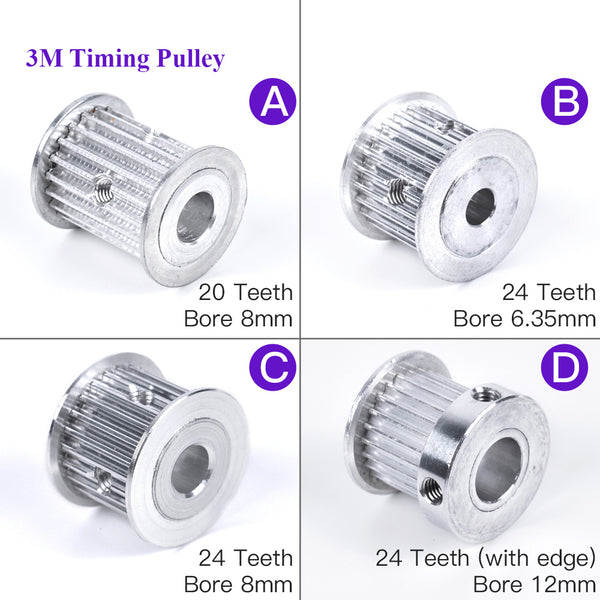 3M Timing Pulley
A
20 Teeth
Bore 8mm
B
24 Teeth
Bore 6.35mm
C
24 Teeth
Bore 8mm
D
24 Teeth (with edge)
Bore 12mm